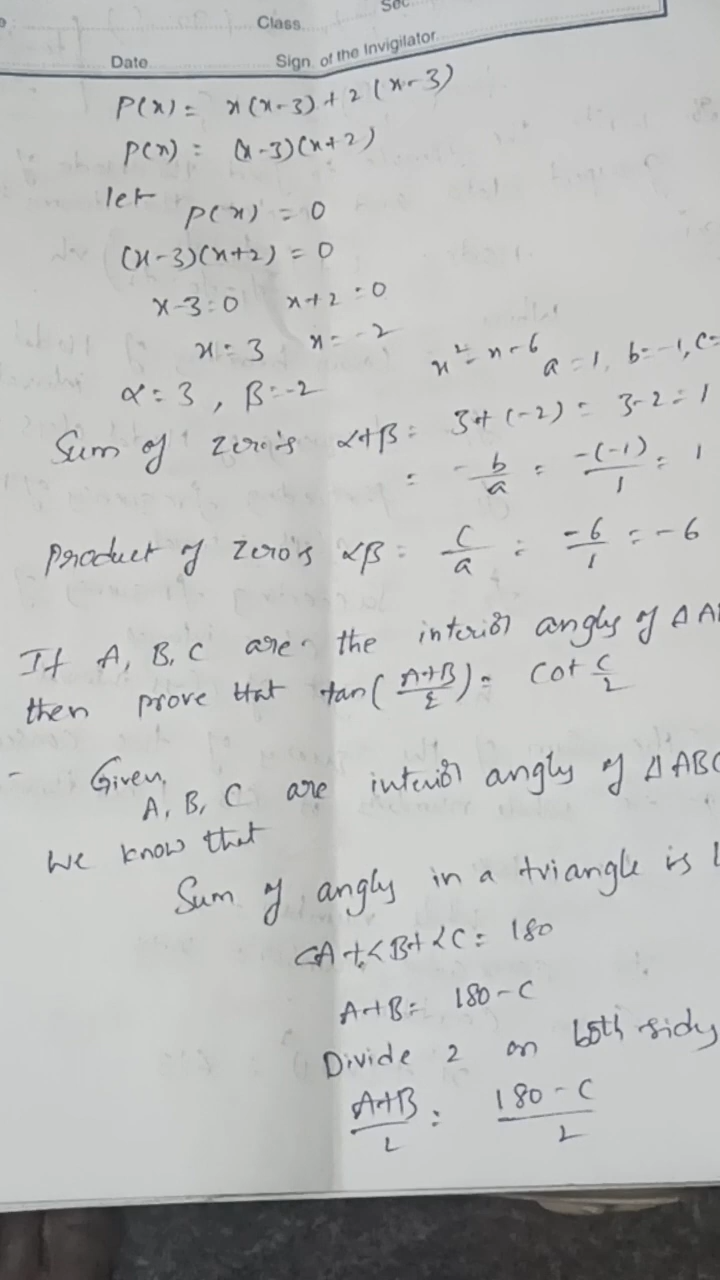 Sec
Class
Date
Sign. of the Invigilator
P(x) = x(x-3)+2(x-3)
p(x) = (x-3)(x+2)
let
p(x) = 0
(x-3)(x+2) = 0
x-3=0 x+2=0
x=3 x=-2
x²-x-6 a=1, b=-1, c=
α=3, β=-2
Sum of zero's α+β = 3+(-2) = 3-2=1
= -b/a = -(-1)/1 = 1
product of zero's αβ = c/a = -6/1 = -6
If A, B, C are the interior angles of Δ AB
then prove that tan(A+B/2) = cot C/2
- Given,
A, B, C are interior angles of Δ ABC
We know that
Sum of angles in a triangle is 1
<A+<B+<C = 180
A+B = 180-C
Divide 2 on both sides
A+B/2 = 180-C/2